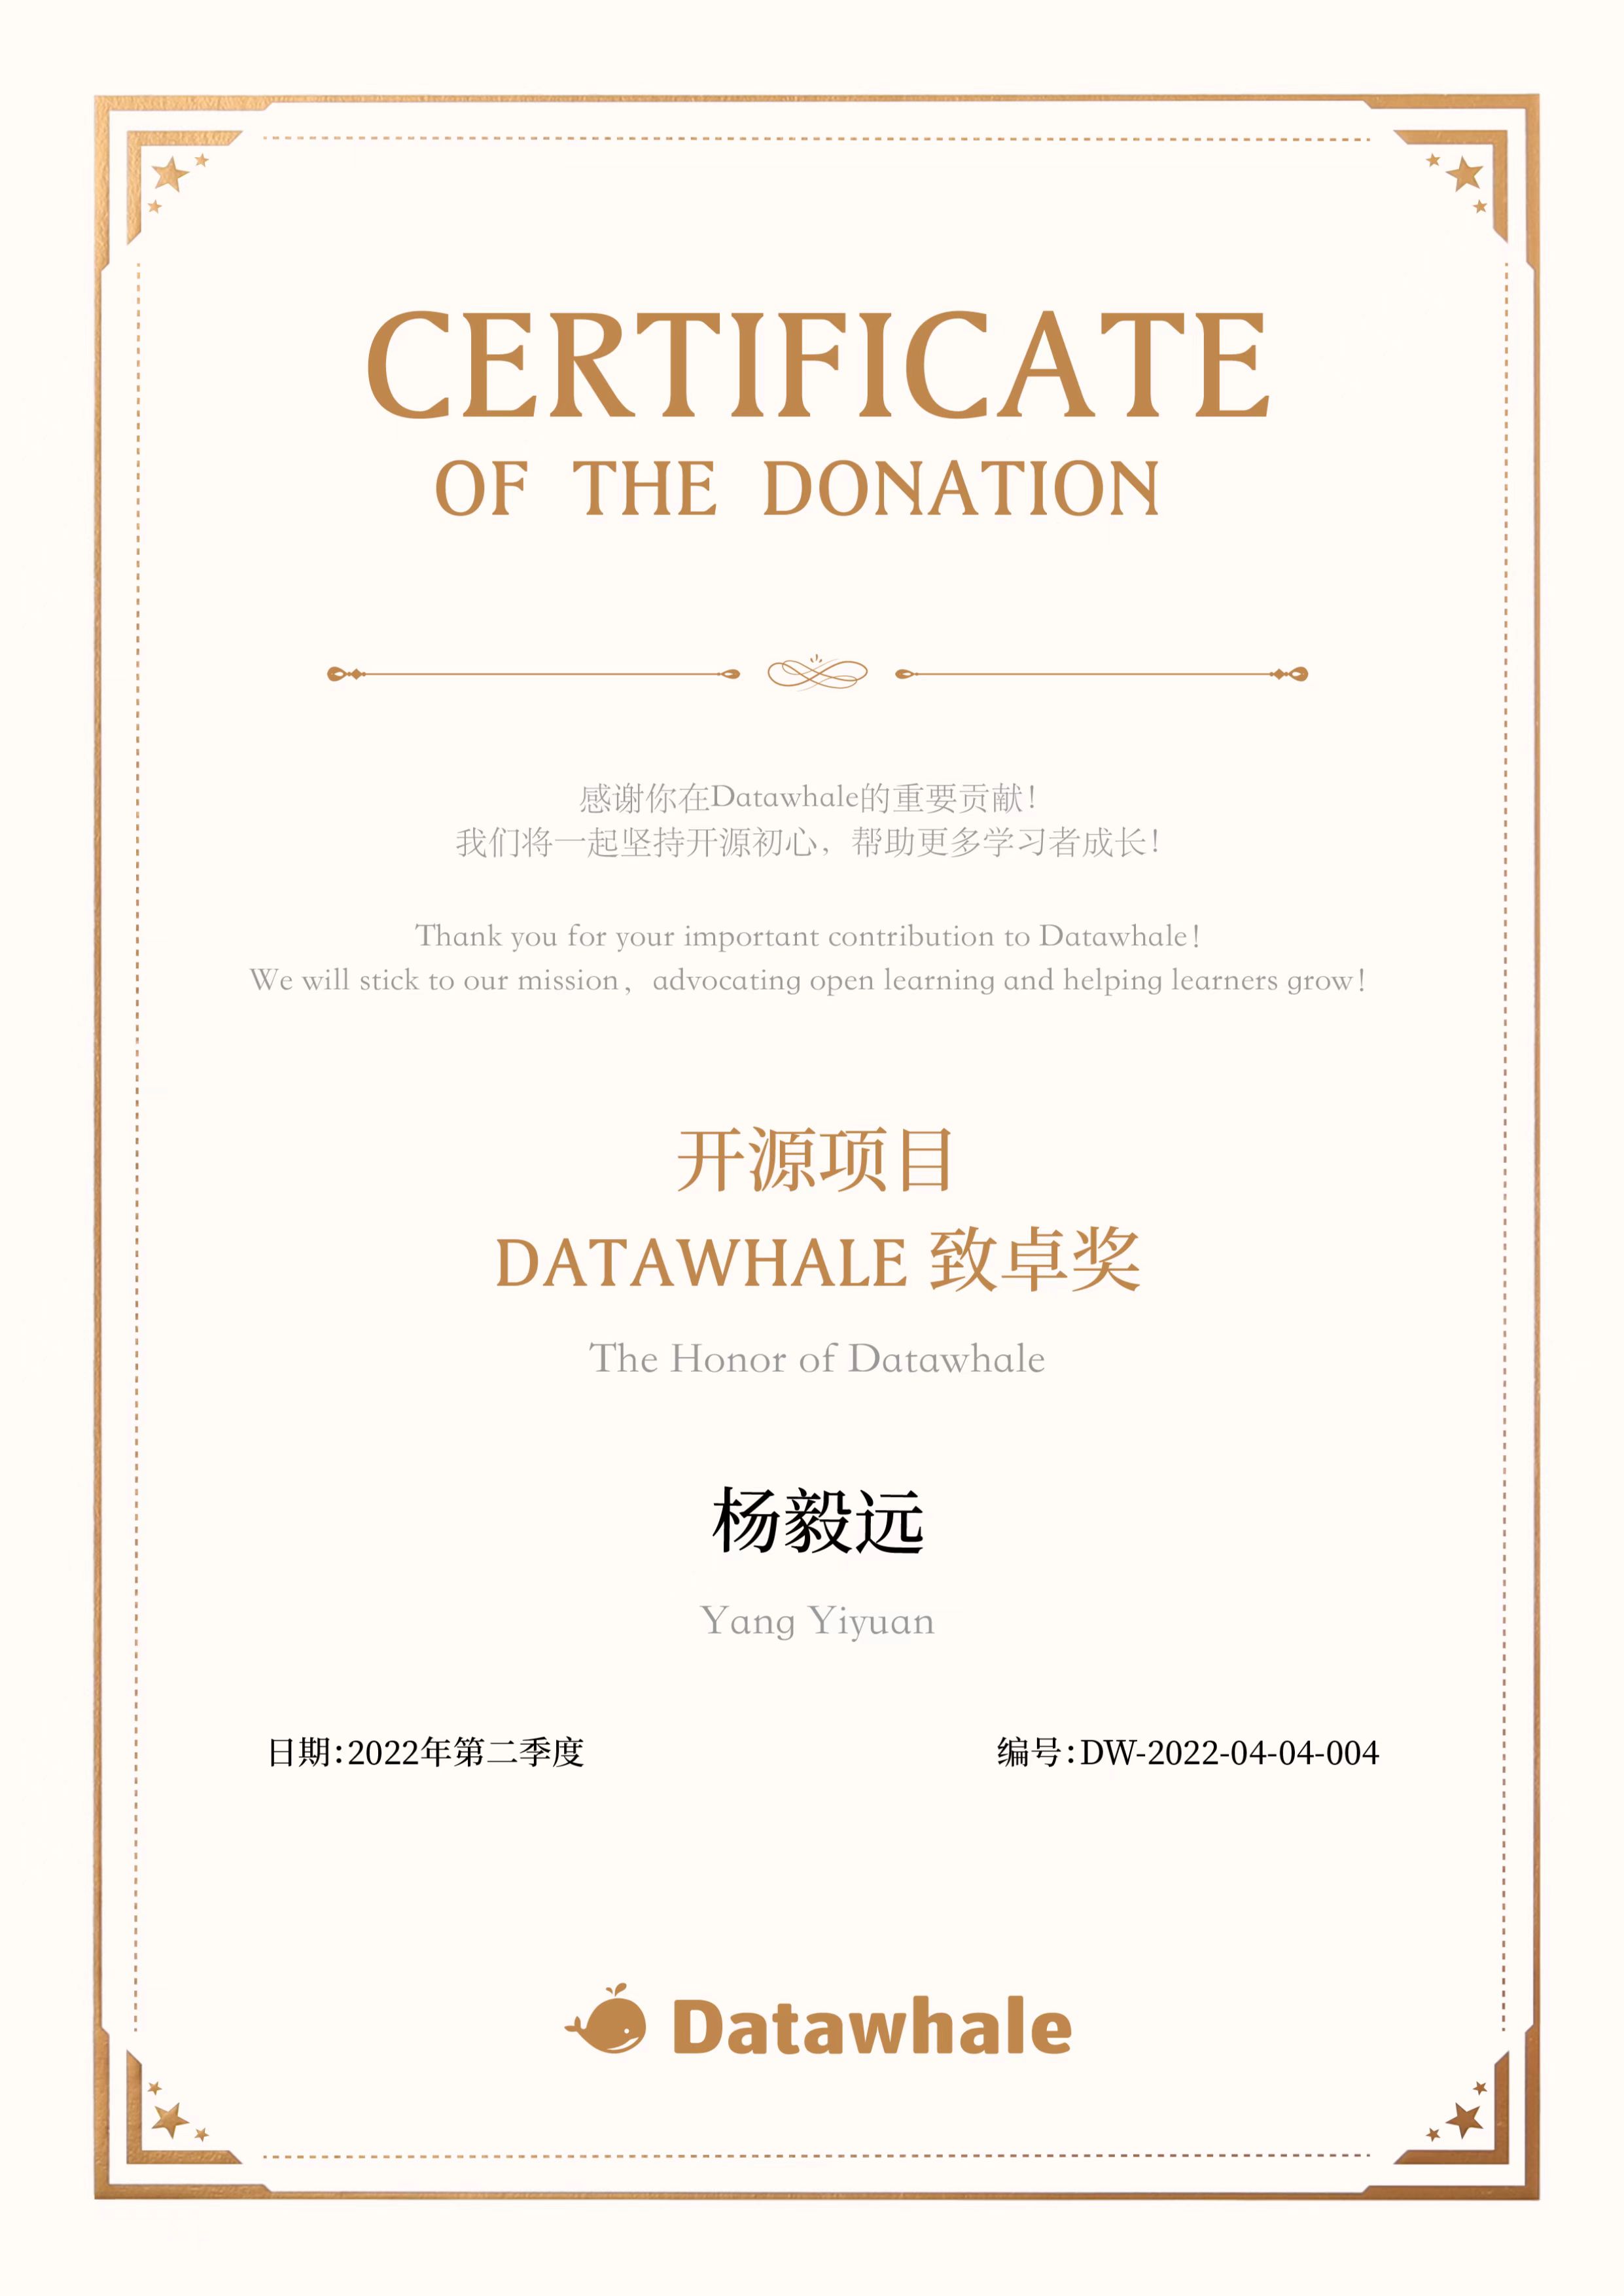 CERTIFICATE
OF THE DONATION
感谢你在Datawhale的重要贡献！
我们将一起坚持开源初心，帮助更多学习者成长！
Thank you for your important contribution to Datawhale！
We will stick to our mission，advocating open learning and helping learners grow！
开源项目
DATAWHALE 致卓奖
The Honor of Datawhale
杨毅远
Yang Yiyuan
日期：2022年第二季度
编号：DW-2022-04-04-004
Datawhale